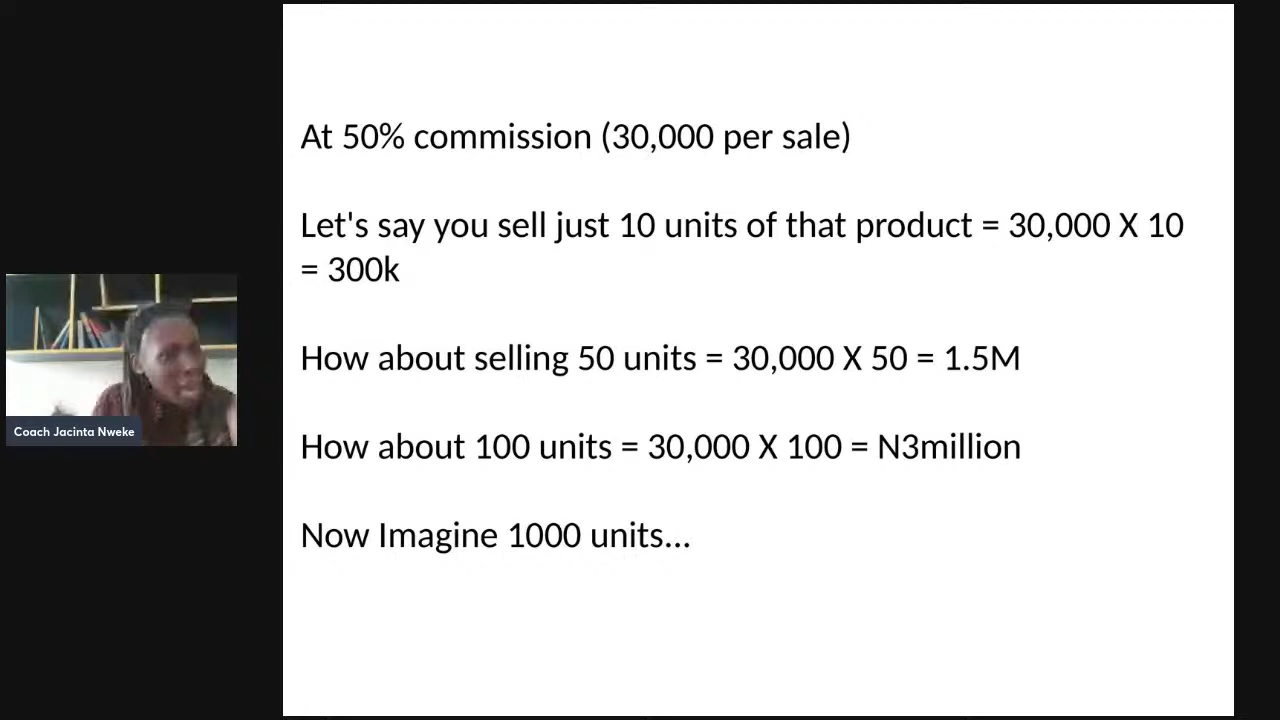 At 50% commission (30,000 per sale)
Let's say you sell just 10 units of that product = 30,000 X 10
= 300k
How about selling 50 units = 30,000 X 50 = 1.5M
How about 100 units = 30,000 X 100 = N3million
Now Imagine 1000 units...
Coach Jacinta Nweke